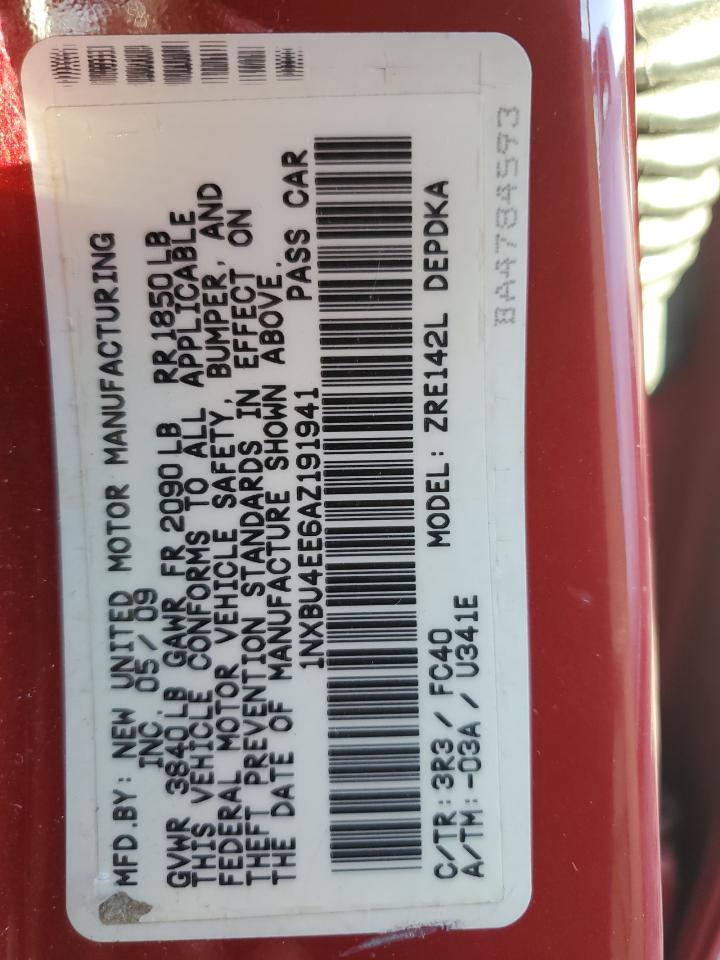 MFD.BY: NEW UNITED MOTOR MANUFACTURING
INC. 05/09
GVWR 3840LB GAWR FR 2090LB RR 1850LB
THIS VEHICLE CONFORMS TO ALL APPLICABLE
FEDERAL MOTOR VEHICLE SAFETY, BUMPER, AND
THEFT PREVENTION STANDARDS IN EFFECT ON
THE DATE OF MANUFACTURE SHOWN ABOVE.
1NXBU4EE6AZ191941 PASS CAR
C/TR:3R3/FC40 MODEL: ZRE142L DEPDKA
A/TM:-03A/U341E
BA4784593